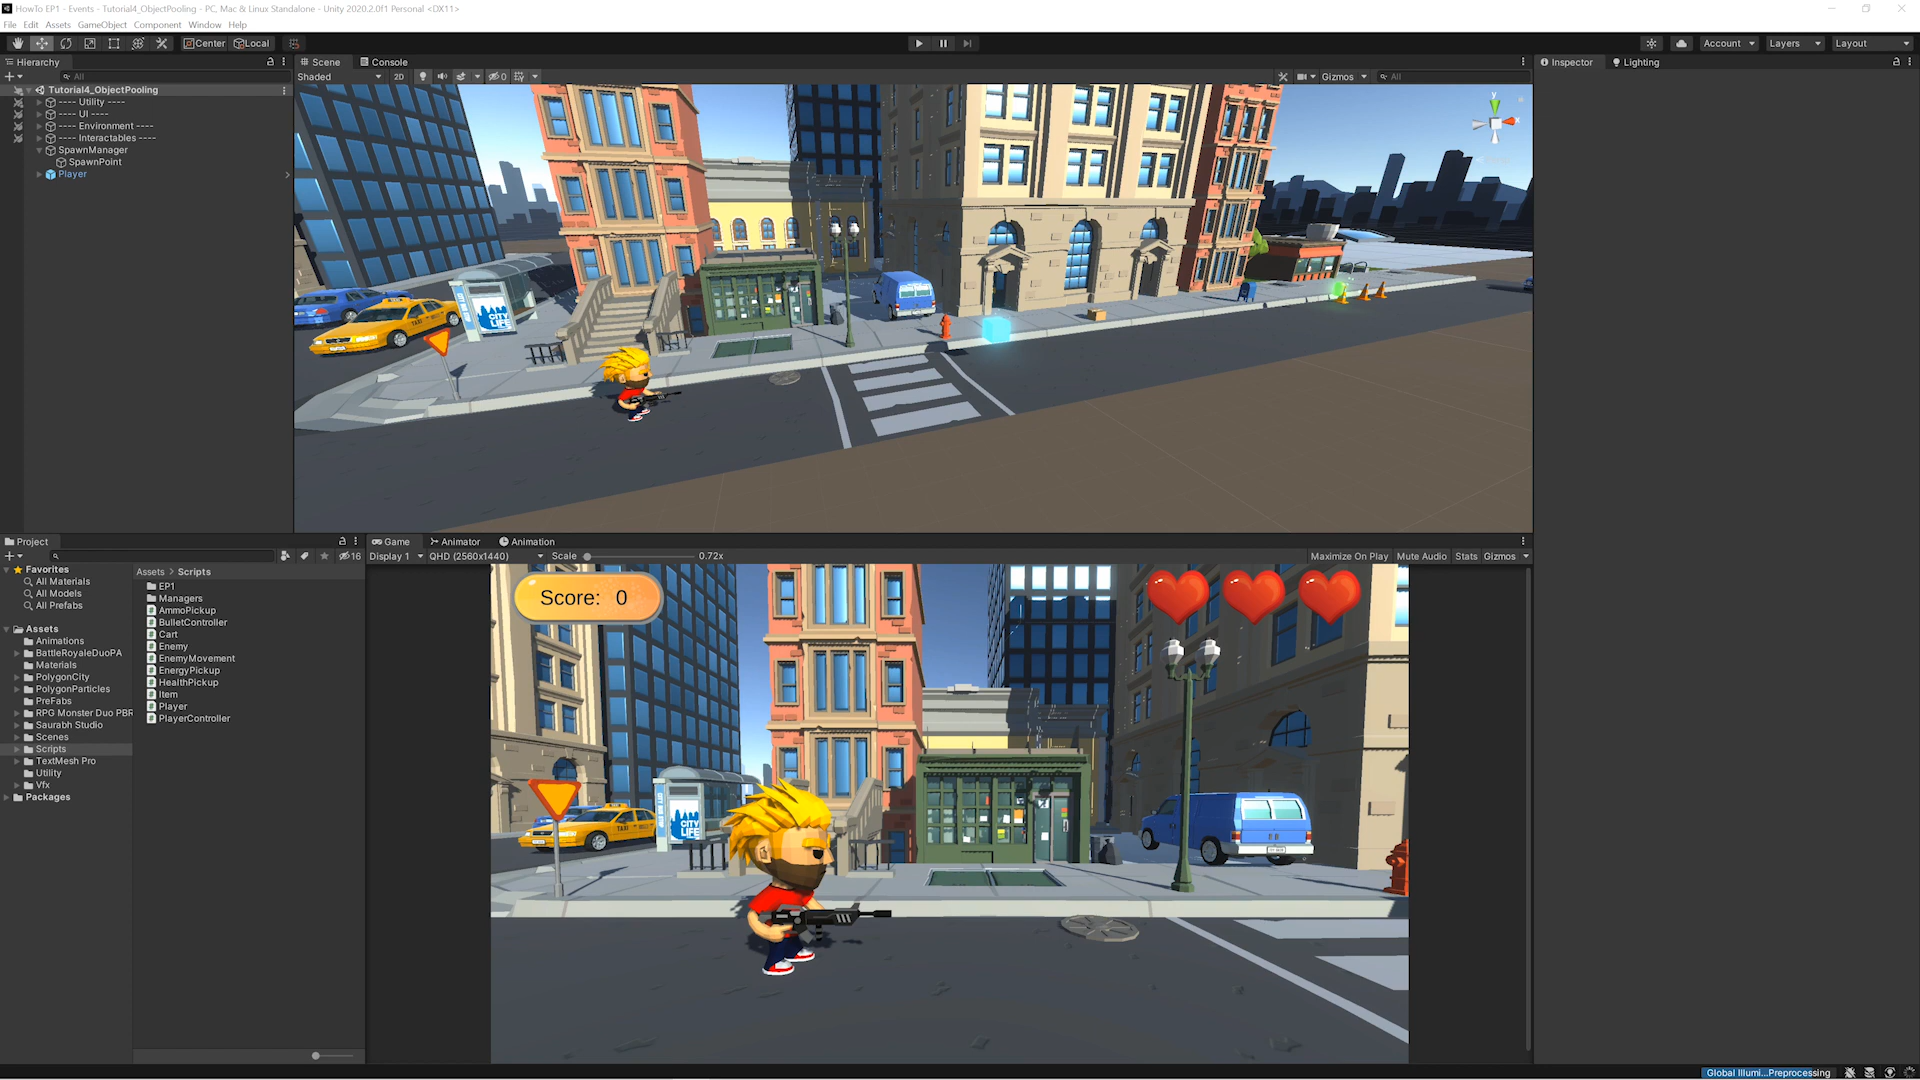 HowTo EP1 - Events - Tutorial4_ObjectPooling - PC, Mac & Linux Standalone - Unity 2020.2.0f1 Personal <DX11>
File Edit Assets GameObject Component Window Help
Center Local
Account Layers Layout
Hierarchy
All
Tutorial4_ObjectPooling
---- Utility ----
---- UI ----
---- Environment ----
---- Interactables ----
SpawnManager
SpawnPoint
Player
Scene Console
Shaded 2D 0 Gizmos All
y
x
CITY
LIFE
TAXI
Inspector Lighting
Project
16
Favorites
All Materials
All Models
All Prefabs
Assets
Animations
BattleRoyaleDuoPA
Materials
PolygonCity
PolygonParticles
PreFabs
RPG Monster Duo PBR
Saurabh Studio
Scenes
Scripts
TextMesh Pro
Utility
Vfx
Packages
Assets > Scripts
EP1
Managers
AmmoPickup
BulletController
Cart
Enemy
EnemyMovement
EnergyPickup
HealthPickup
Item
Player
PlayerController
Game Animator Animation
Display 1 QHD (2560x1440) Scale 0.72x Maximize On Play Mute Audio Stats Gizmos
Score: 0
TAXI
CITY
LIFE
Global Illumi...Preprocessing